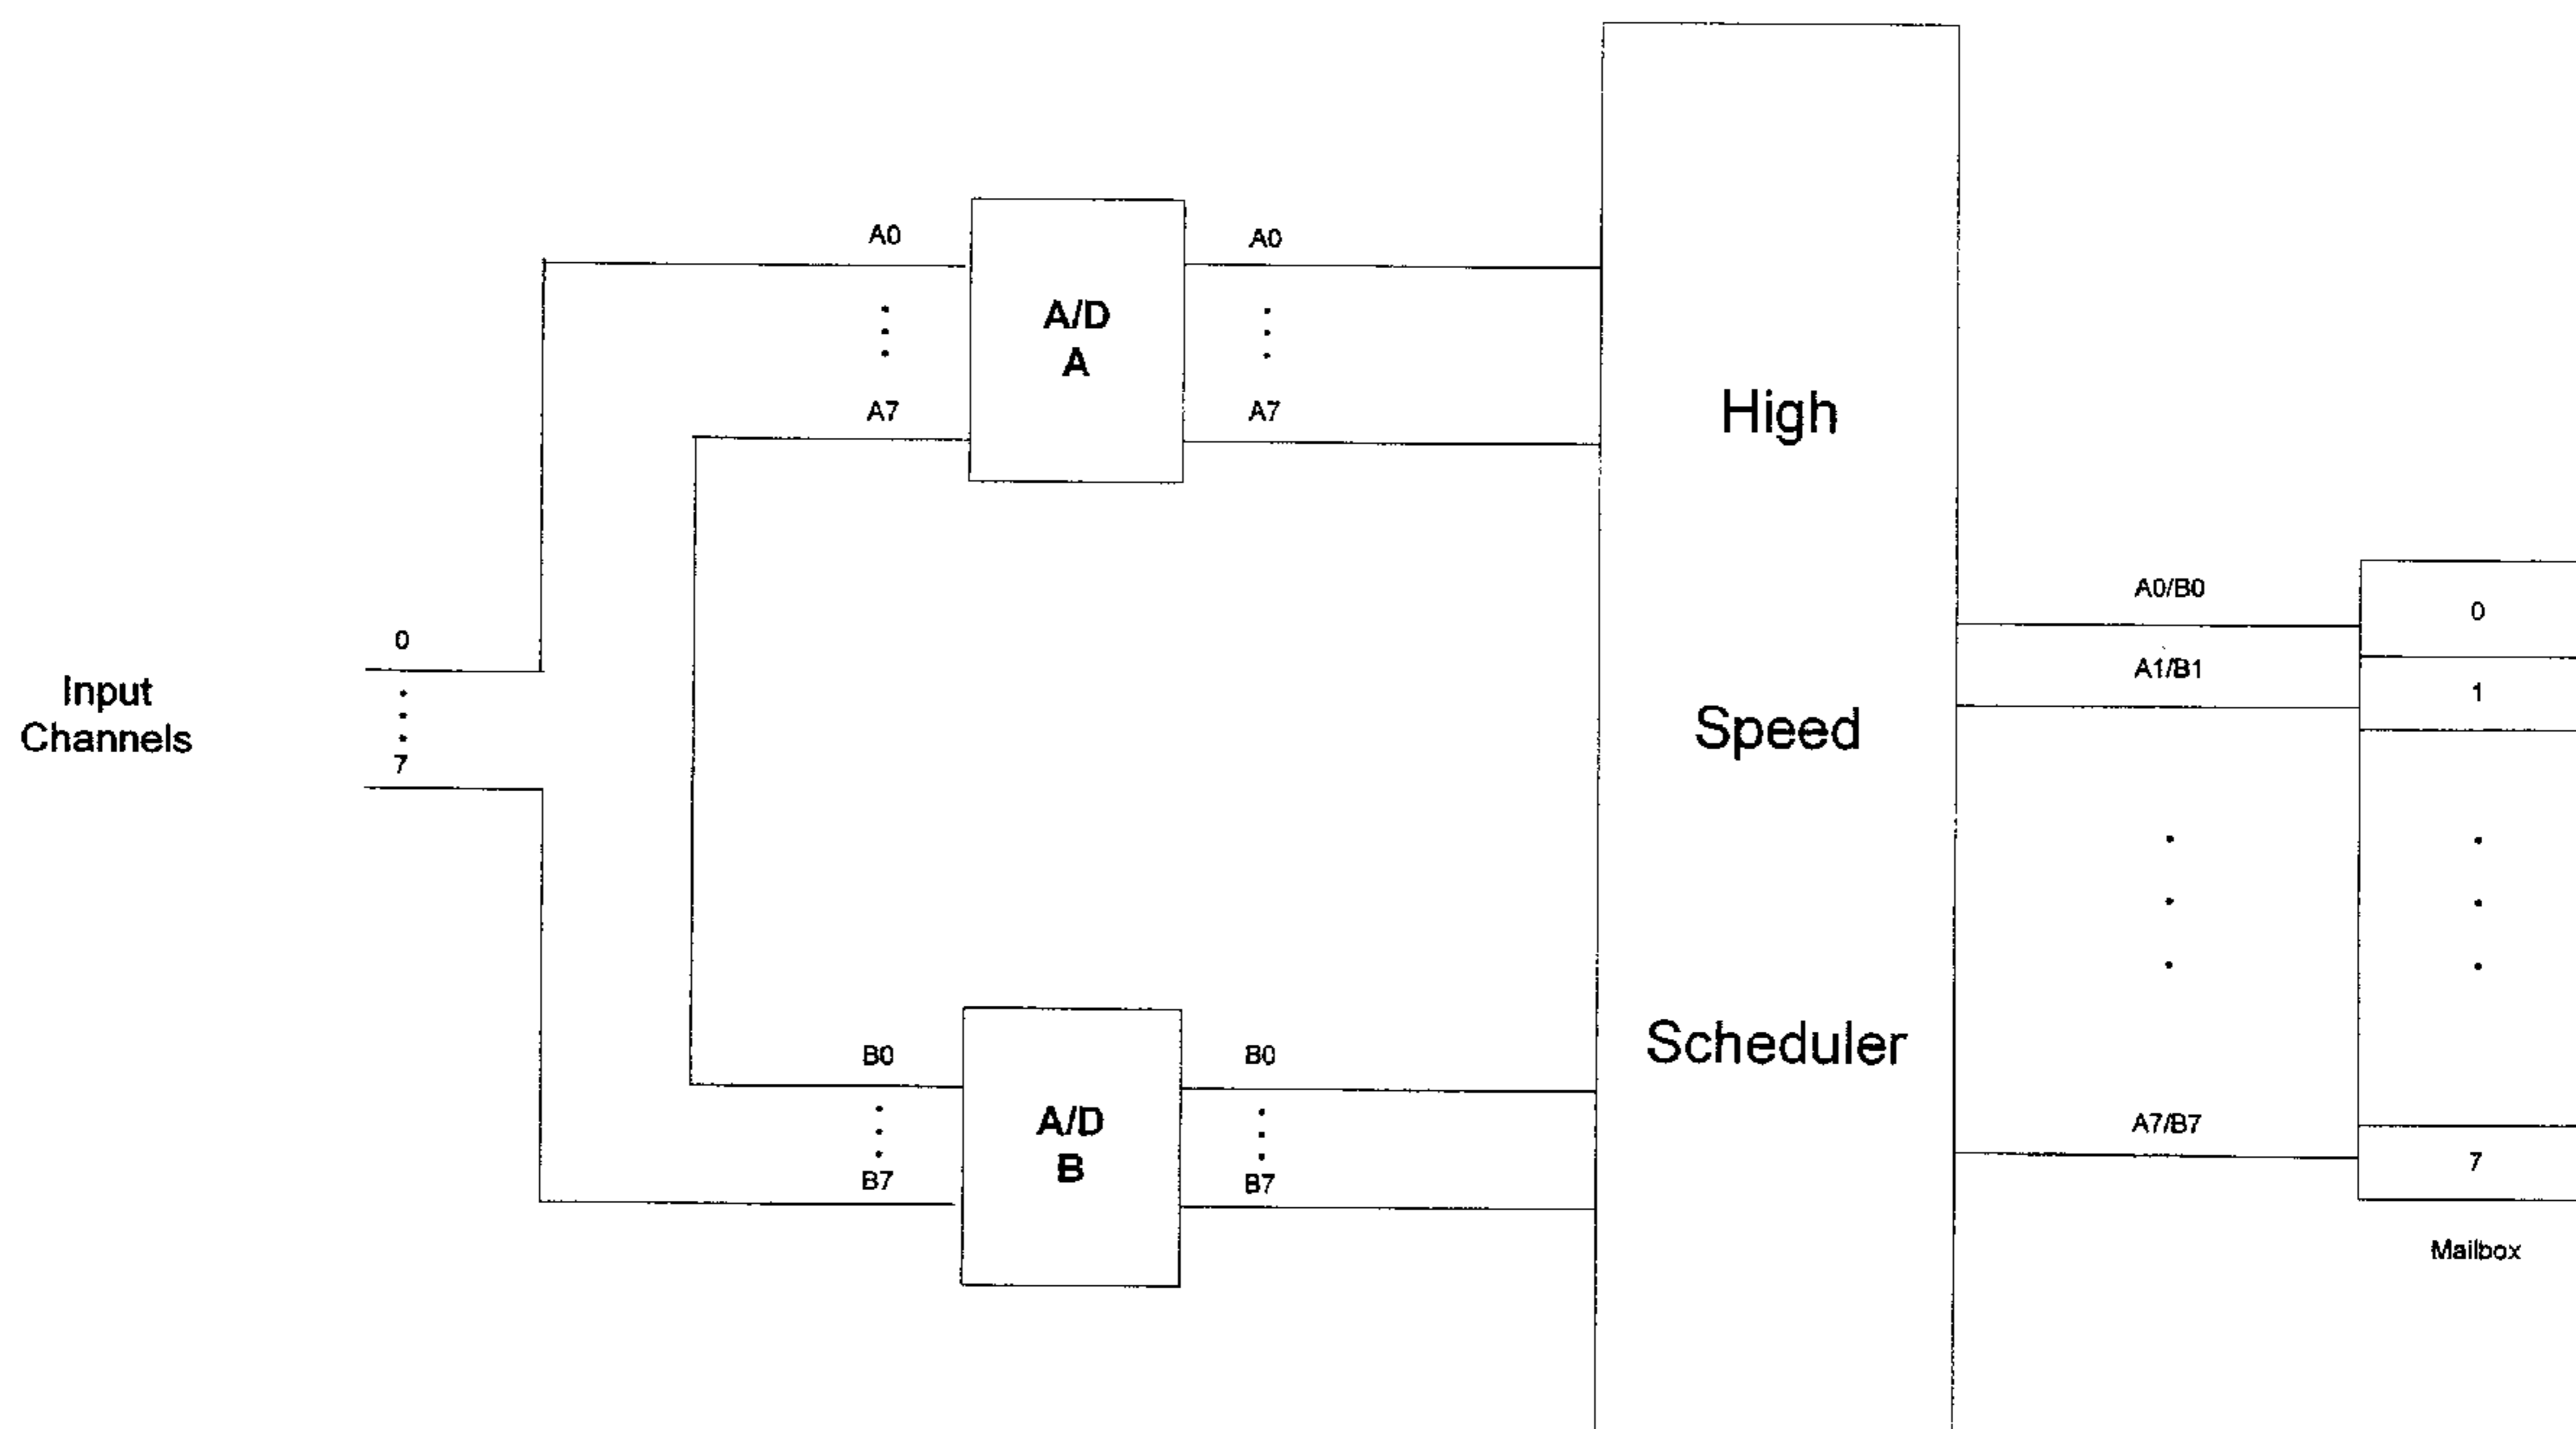 Input
Channels
0
7
A0
A7
A/D
A
A0
A7
B0
B7
A/D
B
B0
B7
High
Speed
Scheduler
A0/B0
A1/B1
A7/B7
0
1
7
Mailbox